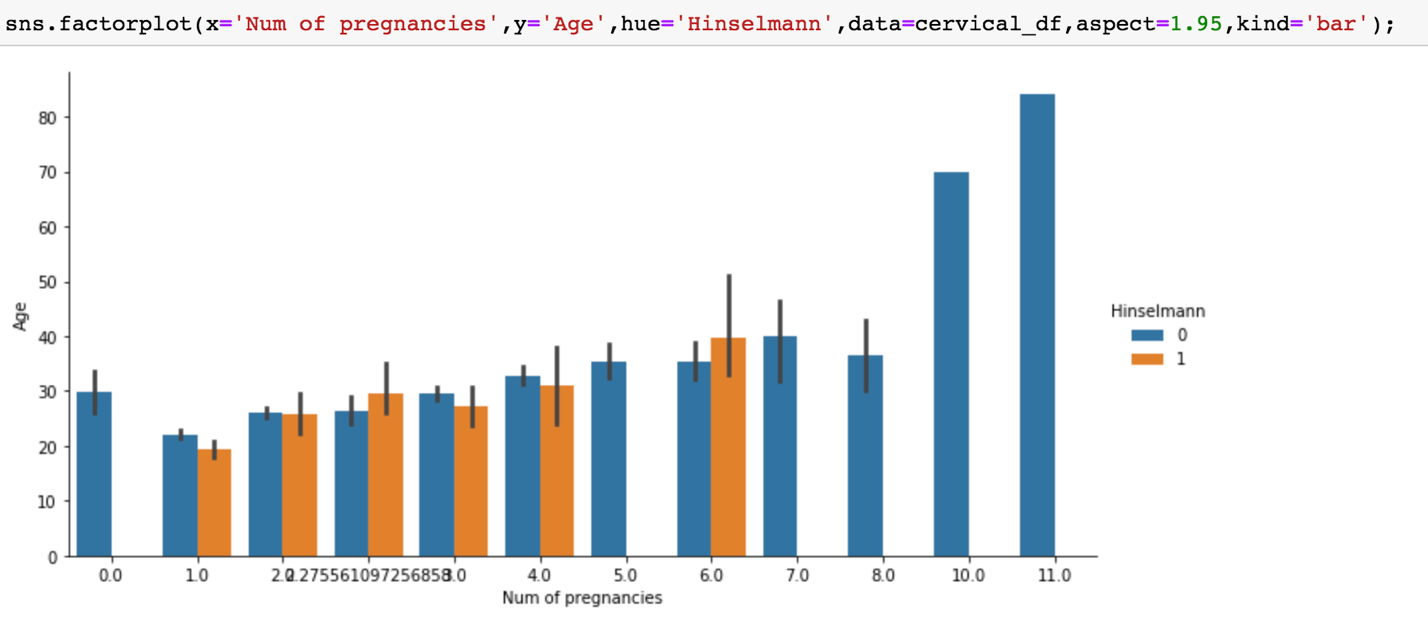 sns.factorplot(x='Num of pregnancies',y='Age',hue='Hinselmann',data=cervical_df,aspect=1.95,kind='bar');
80
70
60
50
40
30
20
10
0
Age
Hinselmann
0
1
0.0 1.0 2.0 2.275561097256858 3.0 4.0 5.0 6.0 7.0 8.0 10.0 11.0
Num of pregnancies